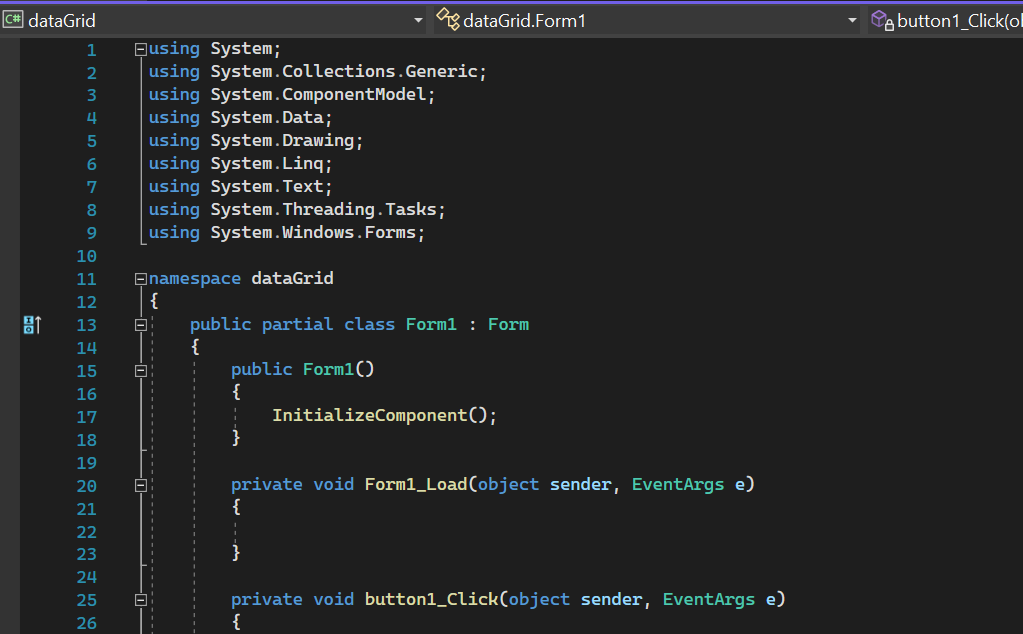 C# dataGrid dataGrid.Form1 button1_Click(ol
1 using System;
2 using System.Collections.Generic;
3 using System.ComponentModel;
4 using System.Data;
5 using System.Drawing;
6 using System.Linq;
7 using System.Text;
8 using System.Threading.Tasks;
9 using System.Windows.Forms;
10
11 namespace dataGrid
12 {
13 public partial class Form1 : Form
14 {
15 public Form1()
16 {
17 InitializeComponent();
18 }
19
20 private void Form1_Load(object sender, EventArgs e)
21 {
22
23 }
24
25 private void button1_Click(object sender, EventArgs e)
26 {